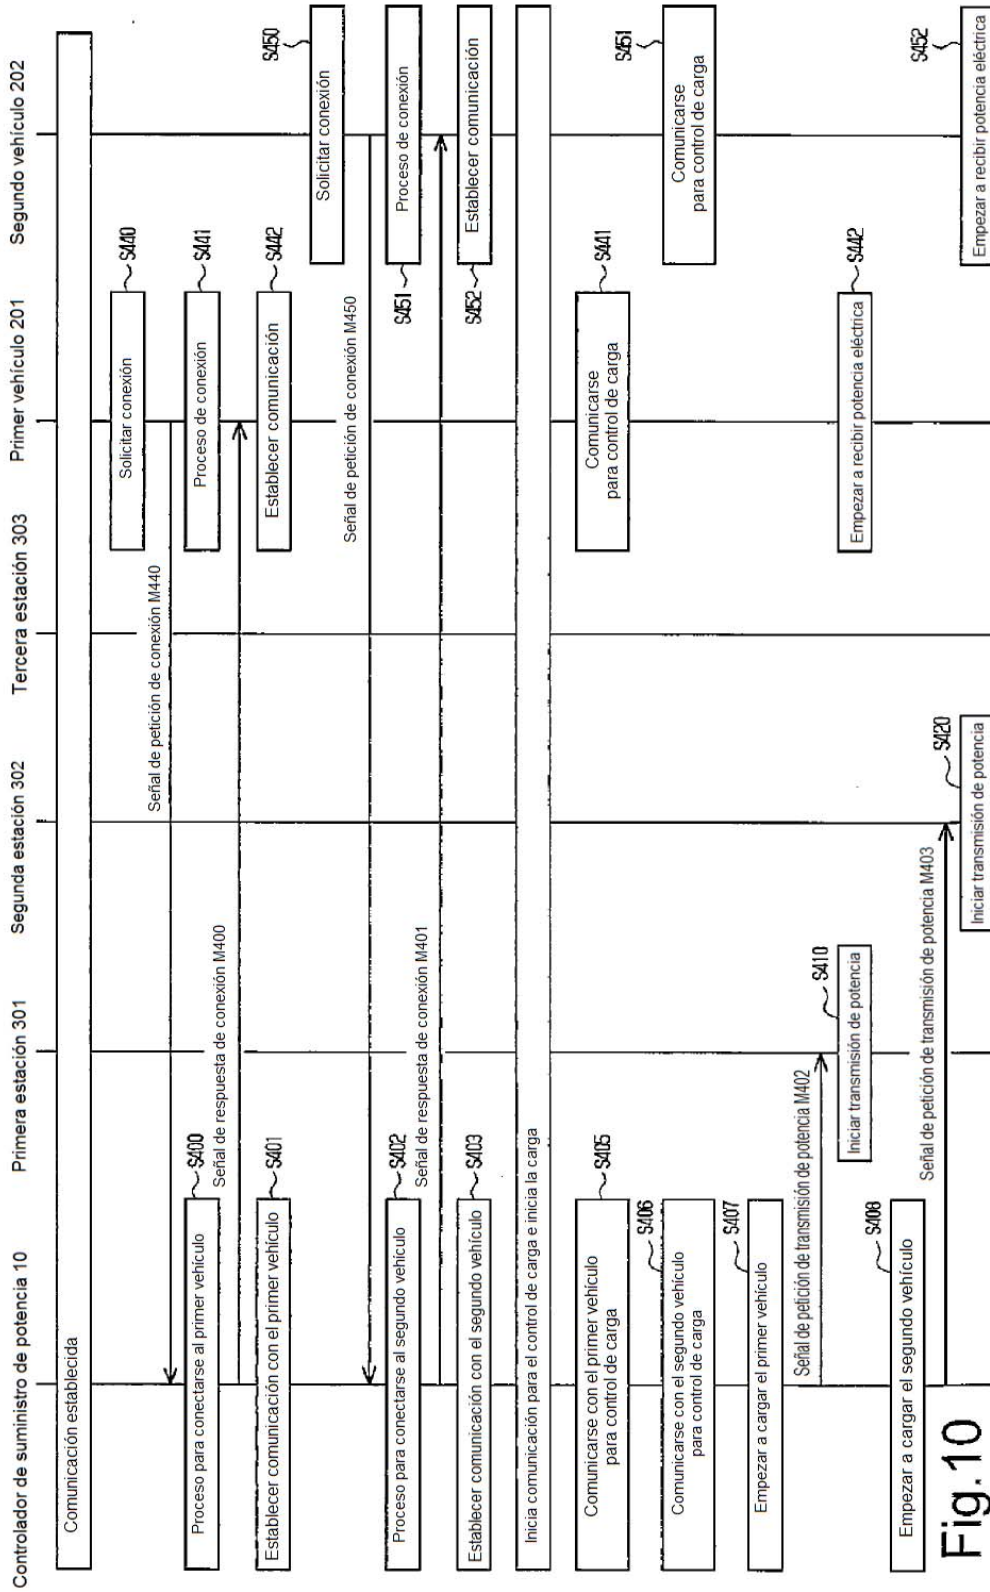 Controlador de suministro de potencia 10
Primera estación 301
Segunda estación 302
Tercera estación 303
Primer vehículo 201
Segundo vehículo 202
Comunicación establecida
Solicitar conexión
S440
Señal de petición de conexión M440
Proceso para conectarse al primer vehículo
S400
Proceso de conexión
S441
Señal de respuesta de conexión M400
Establecer comunicación con el primer vehículo
S401
Establecer comunicación
S442
Solicitar conexión
S450
Señal de petición de conexión M450
Proceso para conectarse al segundo vehículo
S402
Proceso de conexión
S451
Señal de respuesta de conexión M401
Establecer comunicación con el segundo vehículo
S403
Establecer comunicación
S452
Inicia comunicación para el control de carga e inicia la carga
Comunicarse con el primer vehículo
para control de carga
S405
Comunicarse
para control de carga
S441
Comunicarse con el segundo vehículo
para control de carga
S406
Comunicarse
para control de carga
S451
Empezar a cargar el primer vehículo
S407
Señal de petición de transmisión de potencia M402
Iniciar transmisión de potencia
S410
Empezar a recibir potencia eléctrica
S442
Empezar a cargar el segundo vehículo
S408
Señal de petición de transmisión de potencia M403
Iniciar transmisión de potencia
S420
Empezar a recibir potencia eléctrica
S452
Fig.10